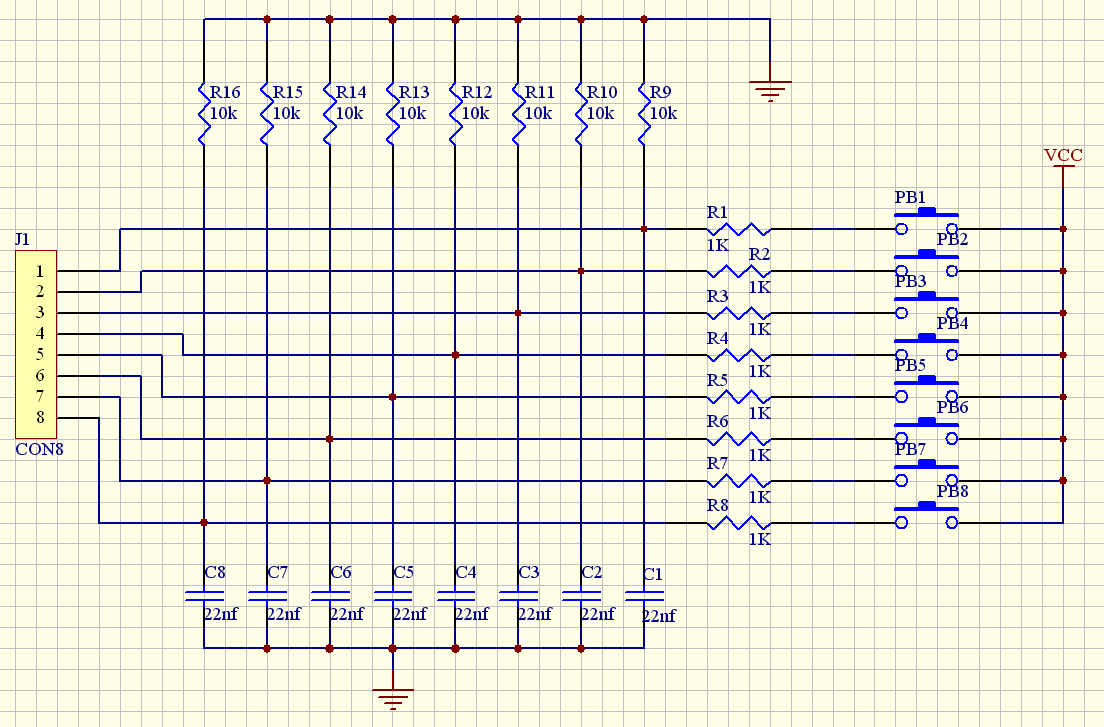 R16 R15 R14 R13 R12 R11 R10 R9
10k 10k 10k 10k 10k 10k 10k 10k
VCC
PB1
R1
J1
PB2
1K
R2
1
PB3
2
1K
R3
3
PB4
1K
R4
4
5
PB5
1K
R5
6
7
PB6
1K
R6
8
CON8
PB7
1K
R7
PB8
1K
R8
1K
C8 C7 C6 C5 C4 C3 C2 C1
22nf 22nf 22nf 22nf 22nf 22nf 22nf 22nf